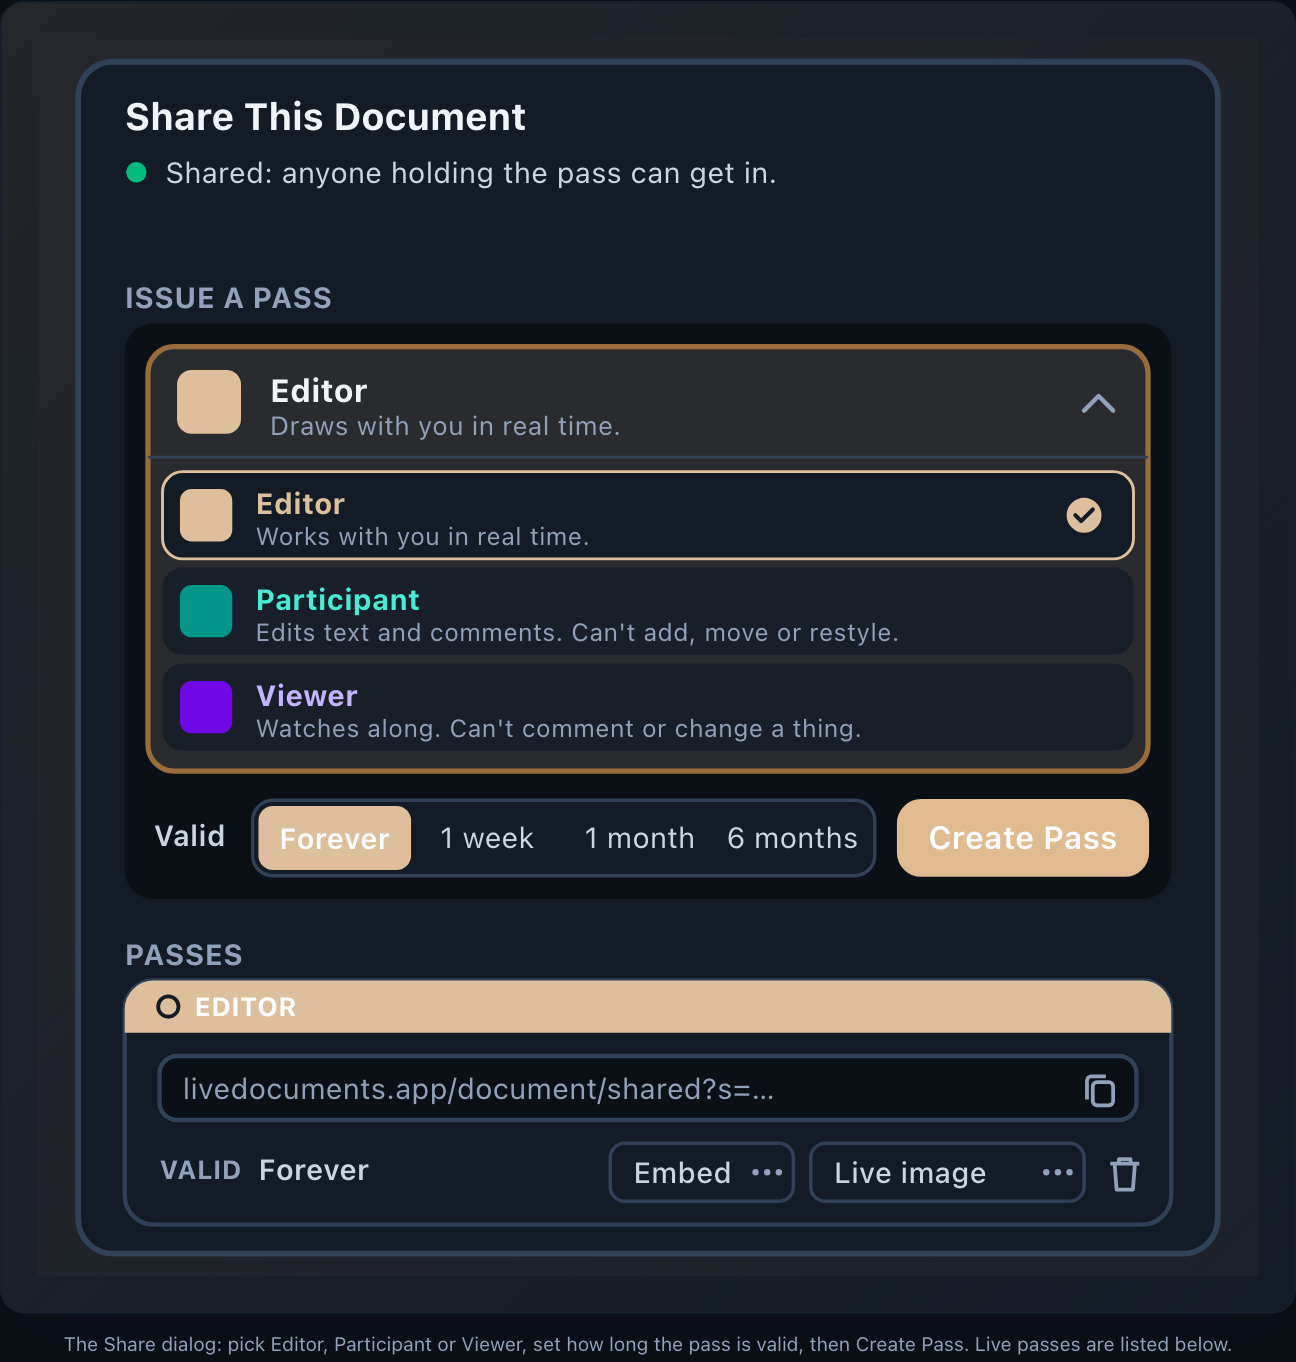 Share This Document
Shared: anyone holding the pass can get in.
ISSUE A PASS
Editor
Draws with you in real time.
Editor
Works with you in real time.
Participant
Edits text and comments. Can't add, move or restyle.
Viewer
Watches along. Can't comment or change a thing.
Valid Forever 1 week 1 month 6 months Create Pass
PASSES
EDITOR
livedocuments.app/document/shared?s=...
VALID Forever Embed ··· Live image ···
The Share dialog: pick Editor, Participant or Viewer, set how long the pass is valid, then Create Pass. Live passes are listed below.